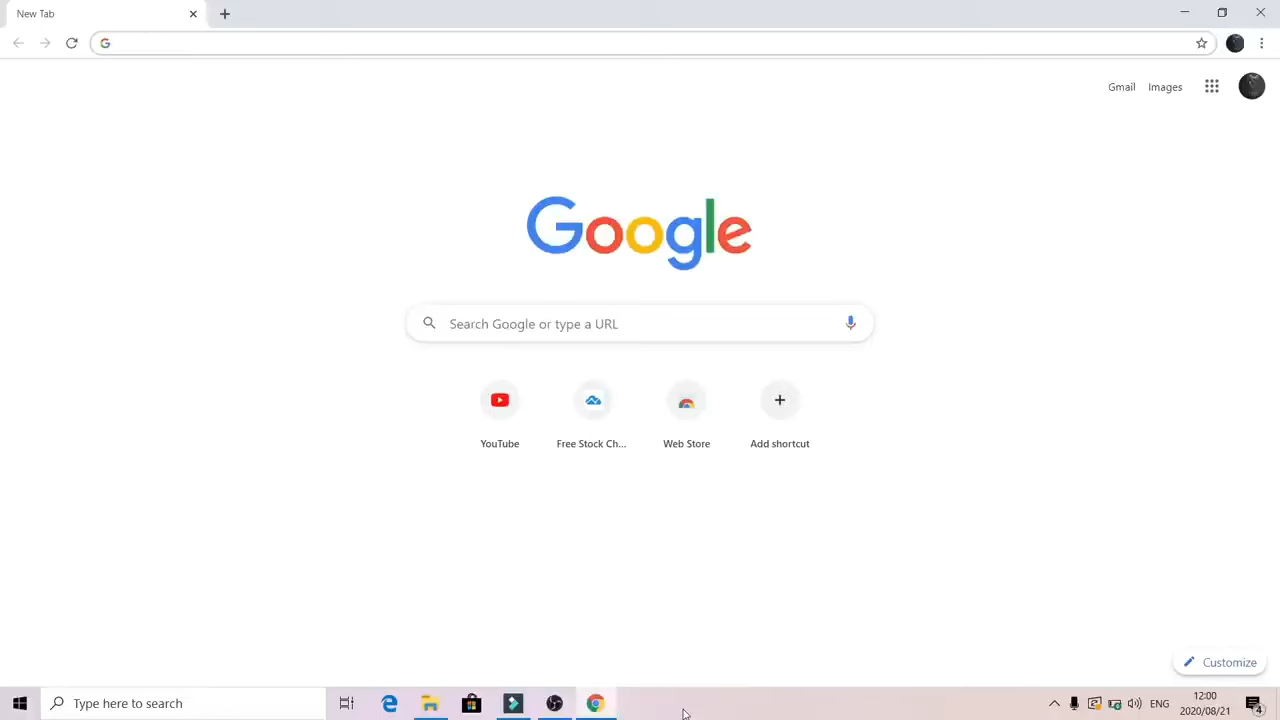 New Tab
Gmail Images
Google
Search Google or type a URL
YouTube Free Stock Ch... Web Store Add shortcut
Customize
Type here to search
ENG
12:00
2020/08/21
4